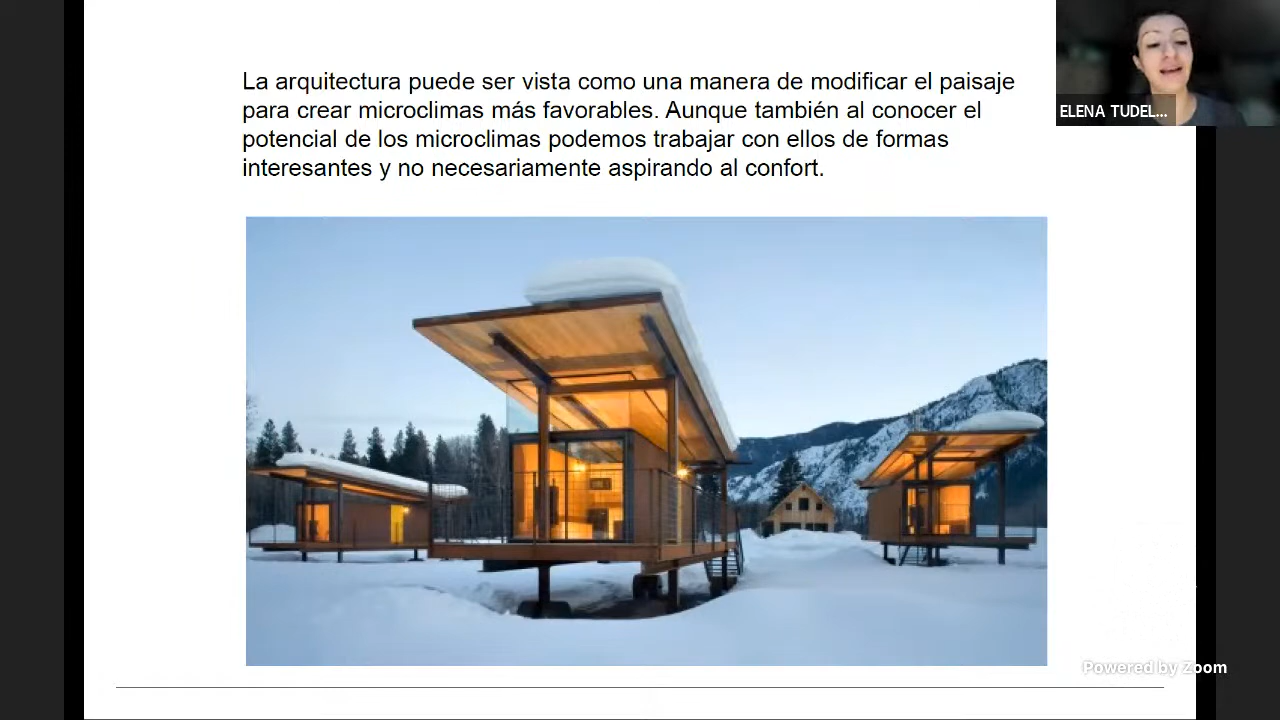 La arquitectura puede ser vista como una manera de modificar el paisaje
para crear microclimas más favorables. Aunque también al conocer el
potencial de los microclimas podemos trabajar con ellos de formas
interesantes y no necesariamente aspirando al confort.
ELENA TUDEL...
Powered by Zoom